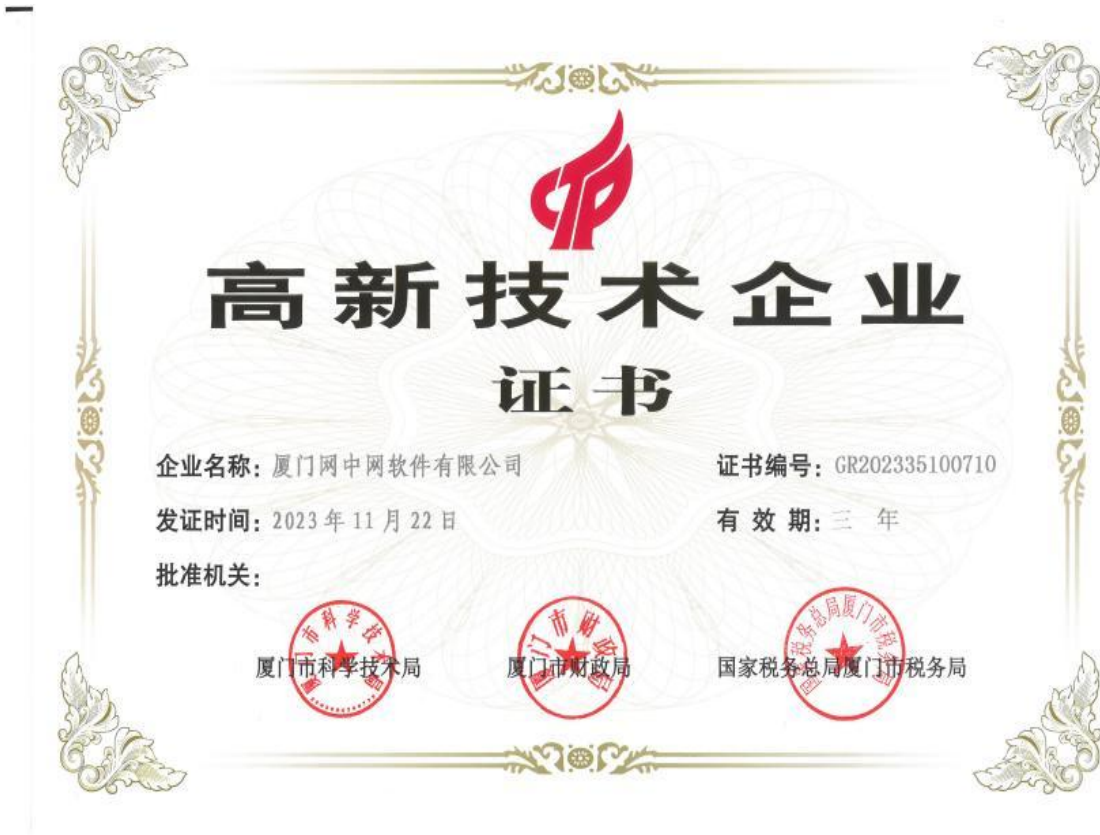 高新技术企业
证书
企业名称：厦门网中网软件有限公司 证书编号：GR202335100710
发证时间：2023年11月22日 有效期：三 年
批准机关：
厦门市科学技术局 厦门市财政局 国家税务总局厦门市税务局